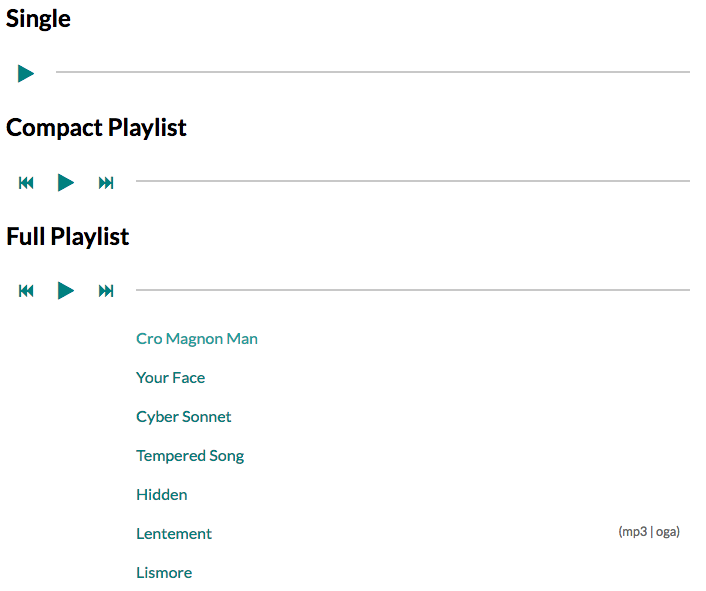 Single
Compact Playlist
Full Playlist
Cro Magnon Man
Your Face
Cyber Sonnet
Tempered Song
Hidden
Lentement (mp3 | oga)
Lismore